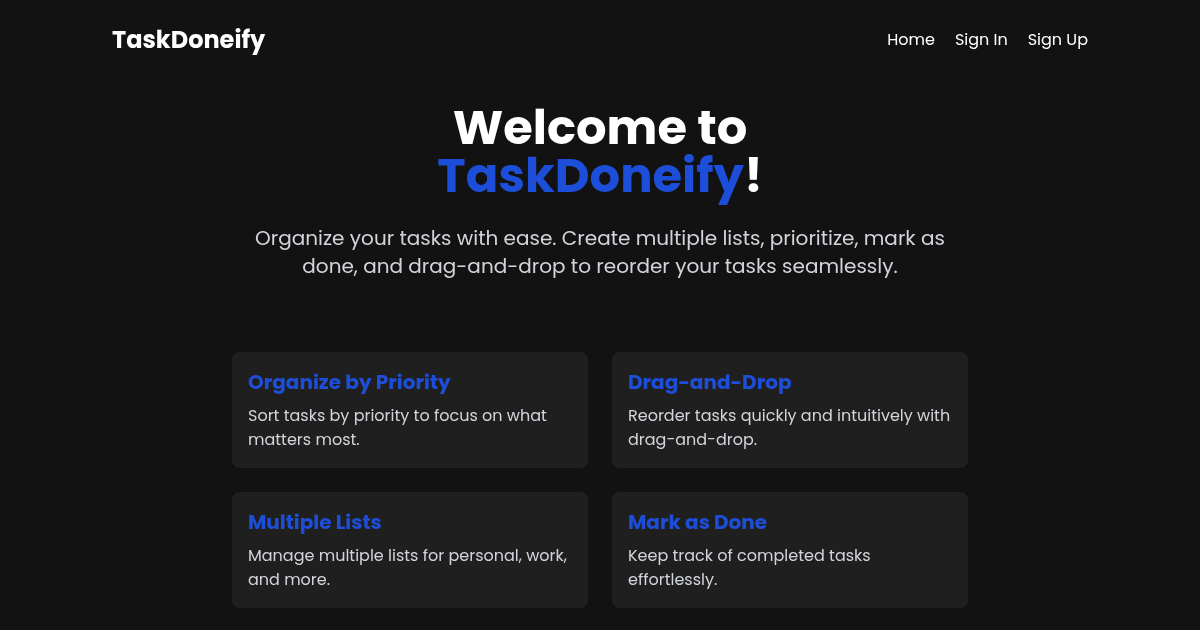 TaskDoneify
Home Sign In Sign Up
Welcome to
TaskDoneify!
Organize your tasks with ease. Create multiple lists, prioritize, mark as
done, and drag-and-drop to reorder your tasks seamlessly.
Organize by Priority
Sort tasks by priority to focus on what
matters most.
Drag-and-Drop
Reorder tasks quickly and intuitively with
drag-and-drop.
Multiple Lists
Manage multiple lists for personal, work,
and more.
Mark as Done
Keep track of completed tasks
effortlessly.